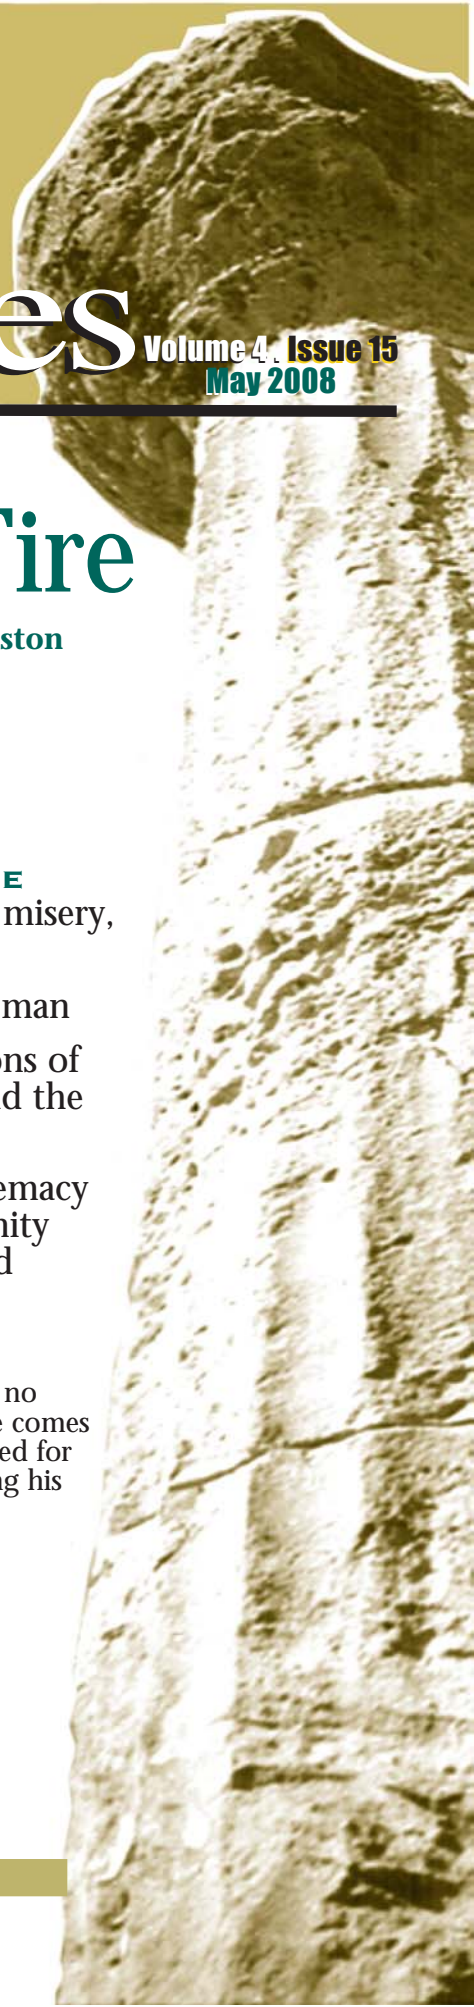 es
Volume 4, Issue 15
May 2008
Fire
ston
E
misery,
man
ns of
d the
emacy
nity
d
no
e comes
ed for
ng his